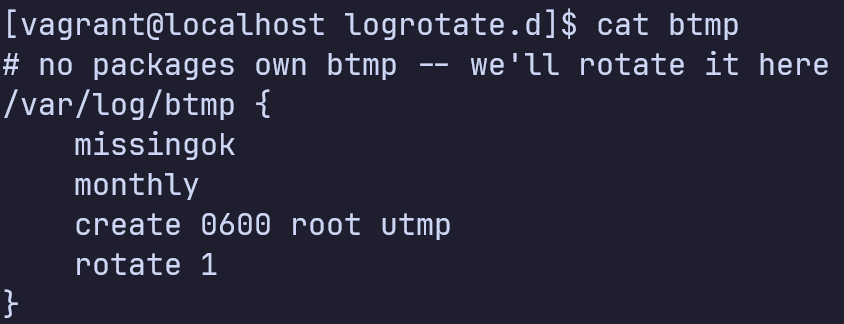 [vagrant@localhost logrotate.d]$ cat btmp
# no packages own btmp -- we'll rotate it here
/var/log/btmp {
    missingok
    monthly
    create 0600 root utmp
    rotate 1
}